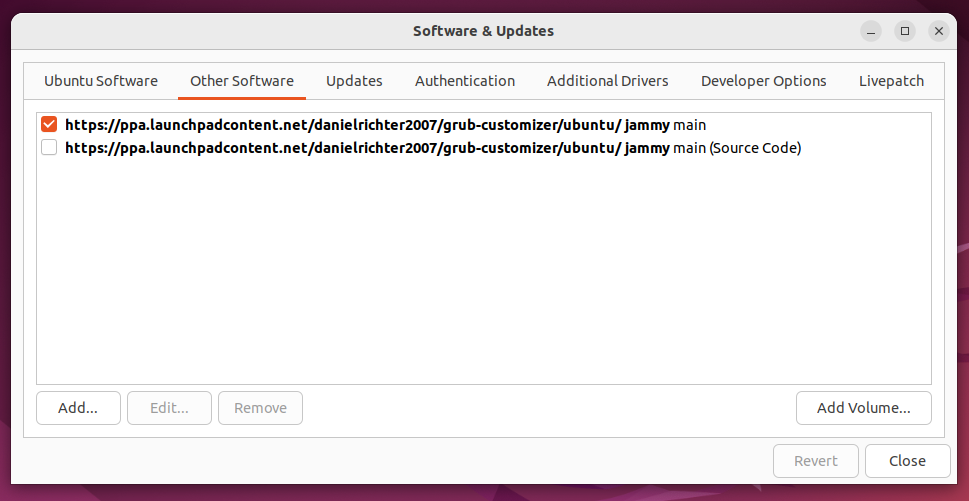 Software & Updates
Ubuntu Software Other Software Updates Authentication Additional Drivers Developer Options Livepatch
https://ppa.launchpadcontent.net/danielrichter2007/grub-customizer/ubuntu/ jammy main
https://ppa.launchpadcontent.net/danielrichter2007/grub-customizer/ubuntu/ jammy main (Source Code)
Add... Edit... Remove Add Volume...
Revert Close